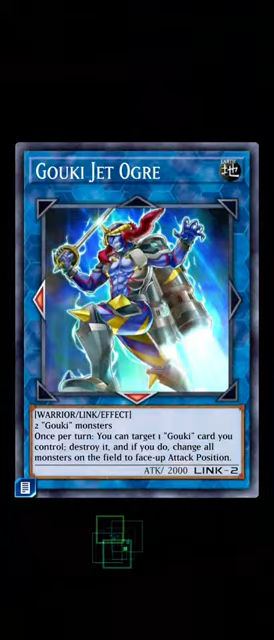 GOUKI JET OGRE
EARTH
地
[WARRIOR/LINK/EFFECT]
2 "Gouki" monsters
Once per turn: You can target 1 "Gouki" card you
control; destroy it, and if you do, change all
monsters on the field to face-up Attack Position.
ATK/ 2000 LINK-2